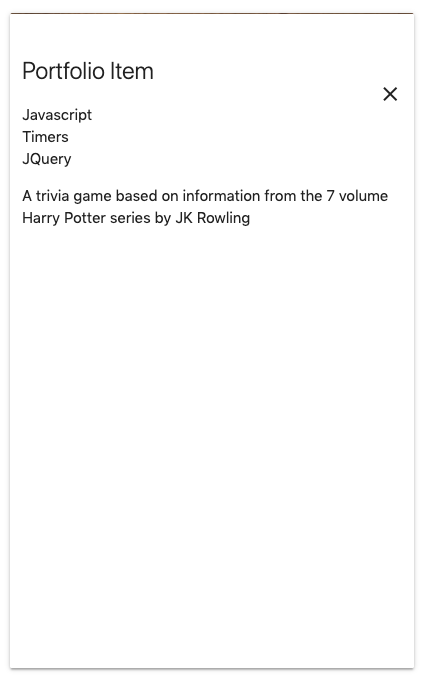 Portfolio Item
Javascript
Timers
JQuery
A trivia game based on information from the 7 volume
Harry Potter series by JK Rowling